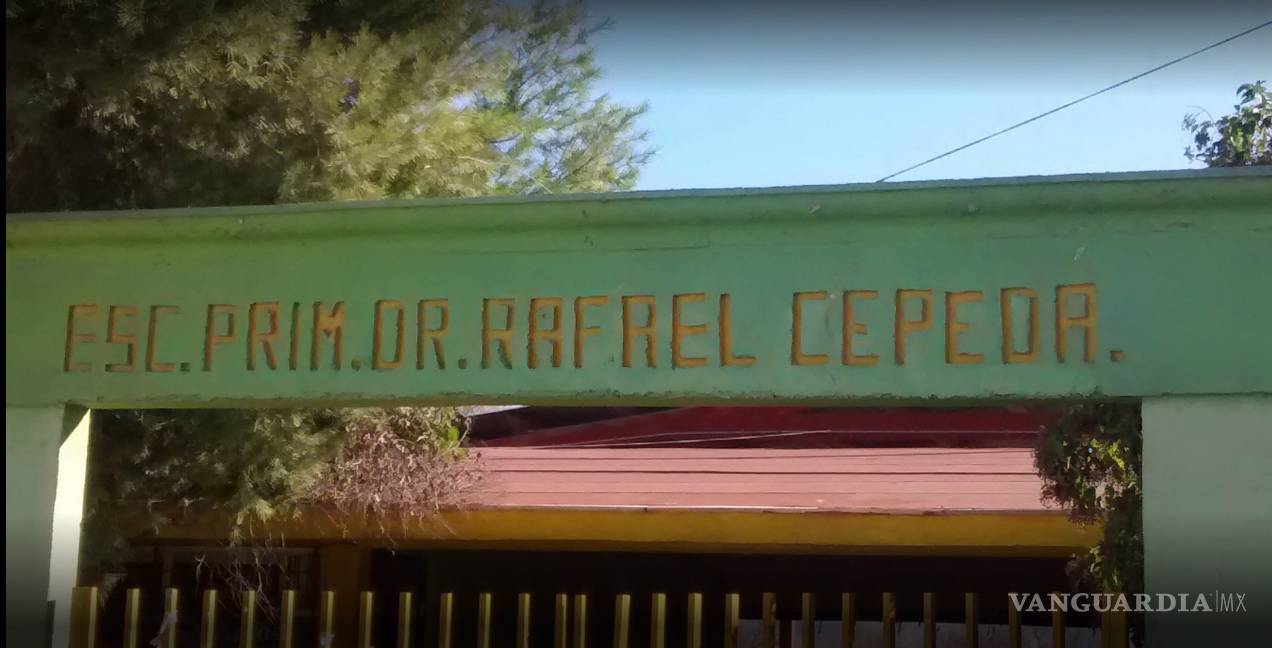 ESC. PRIM. DR. RAFAEL CEPEDA.
VANGUARDIA|MX